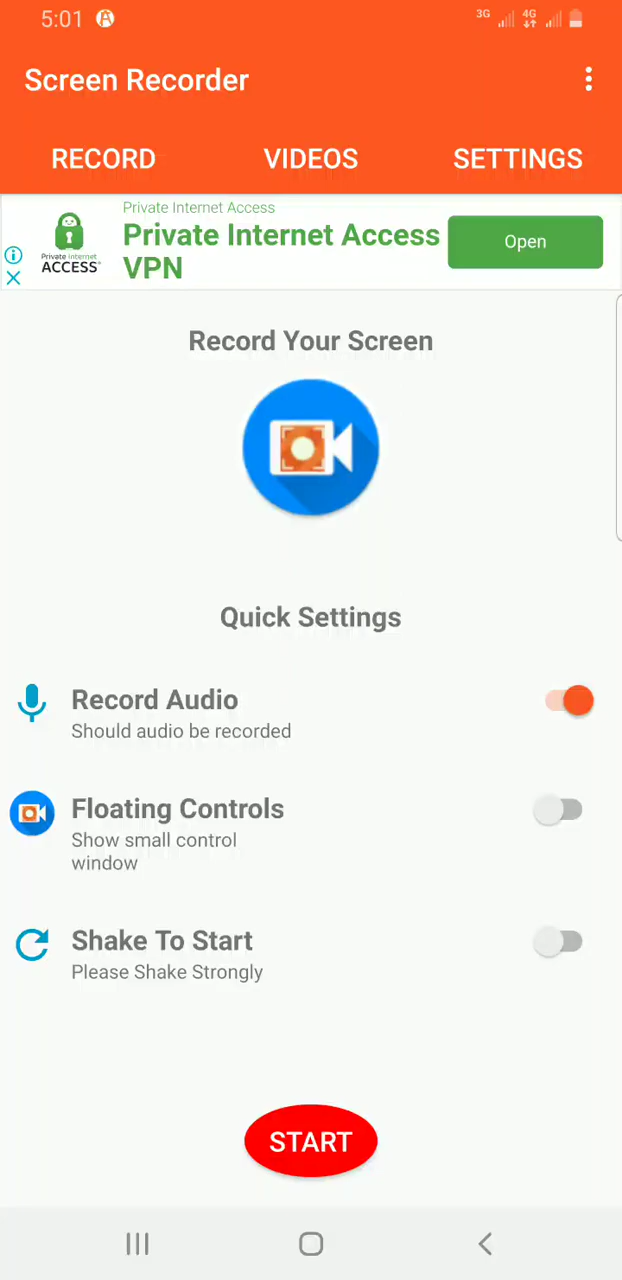 5:01
3G 4G
Screen Recorder
RECORD VIDEOS SETTINGS
Private Internet Access
Private Internet Access
VPN
Private Internet
ACCESS
Open
Record Your Screen
Quick Settings
Record Audio
Should audio be recorded
Floating Controls
Show small control
window
Shake To Start
Please Shake Strongly
START